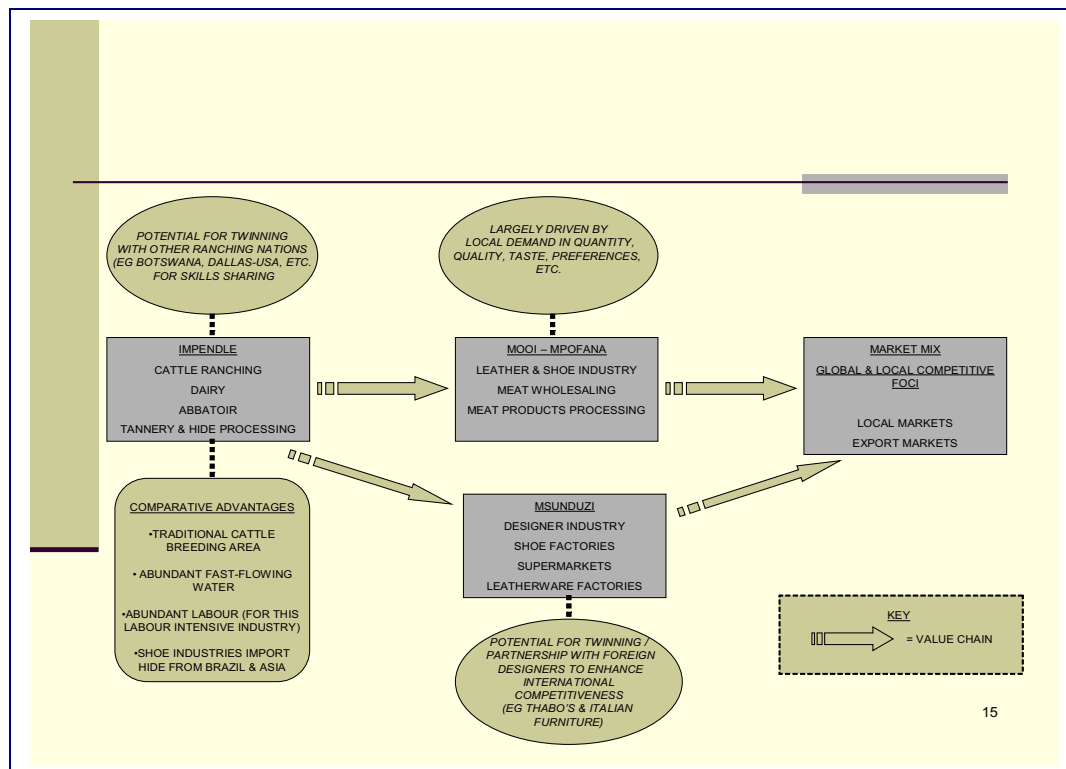 POTENTIAL FOR TWINNING
WITH OTHER RANCHING NATIONS
(EG BOTSWANA, DALLAS-USA, ETC.
FOR SKILLS SHARING
LARGELY DRIVEN BY
LOCAL DEMAND IN QUANTITY,
QUALITY, TASTE, PREFERENCES,
ETC.
IMPENDLE
CATTLE RANCHING
DAIRY
ABBATOIR
TANNERY & HIDE PROCESSING
MOOI – MPOFANA
LEATHER & SHOE INDUSTRY
MEAT WHOLESALING
MEAT PRODUCTS PROCESSING
MARKET MIX
GLOBAL & LOCAL COMPETITIVE
FOCI
LOCAL MARKETS
EXPORT MARKETS
COMPARATIVE ADVANTAGES
•TRADITIONAL CATTLE
BREEDING AREA
• ABUNDANT FAST-FLOWING
WATER
•ABUNDANT LABOUR (FOR THIS
LABOUR INTENSIVE INDUSTRY)
•SHOE INDUSTRIES IMPORT
HIDE FROM BRAZIL & ASIA
MSUNDUZI
DESIGNER INDUSTRY
SHOE FACTORIES
SUPERMARKETS
LEATHERWARE FACTORIES
POTENTIAL FOR TWINNING /
PARTNERSHIP WITH FOREIGN
DESIGNERS TO ENHANCE
INTERNATIONAL
COMPETITIVENESS
(EG THABO'S & ITALIAN
FURNITURE)
KEY
= VALUE CHAIN
15